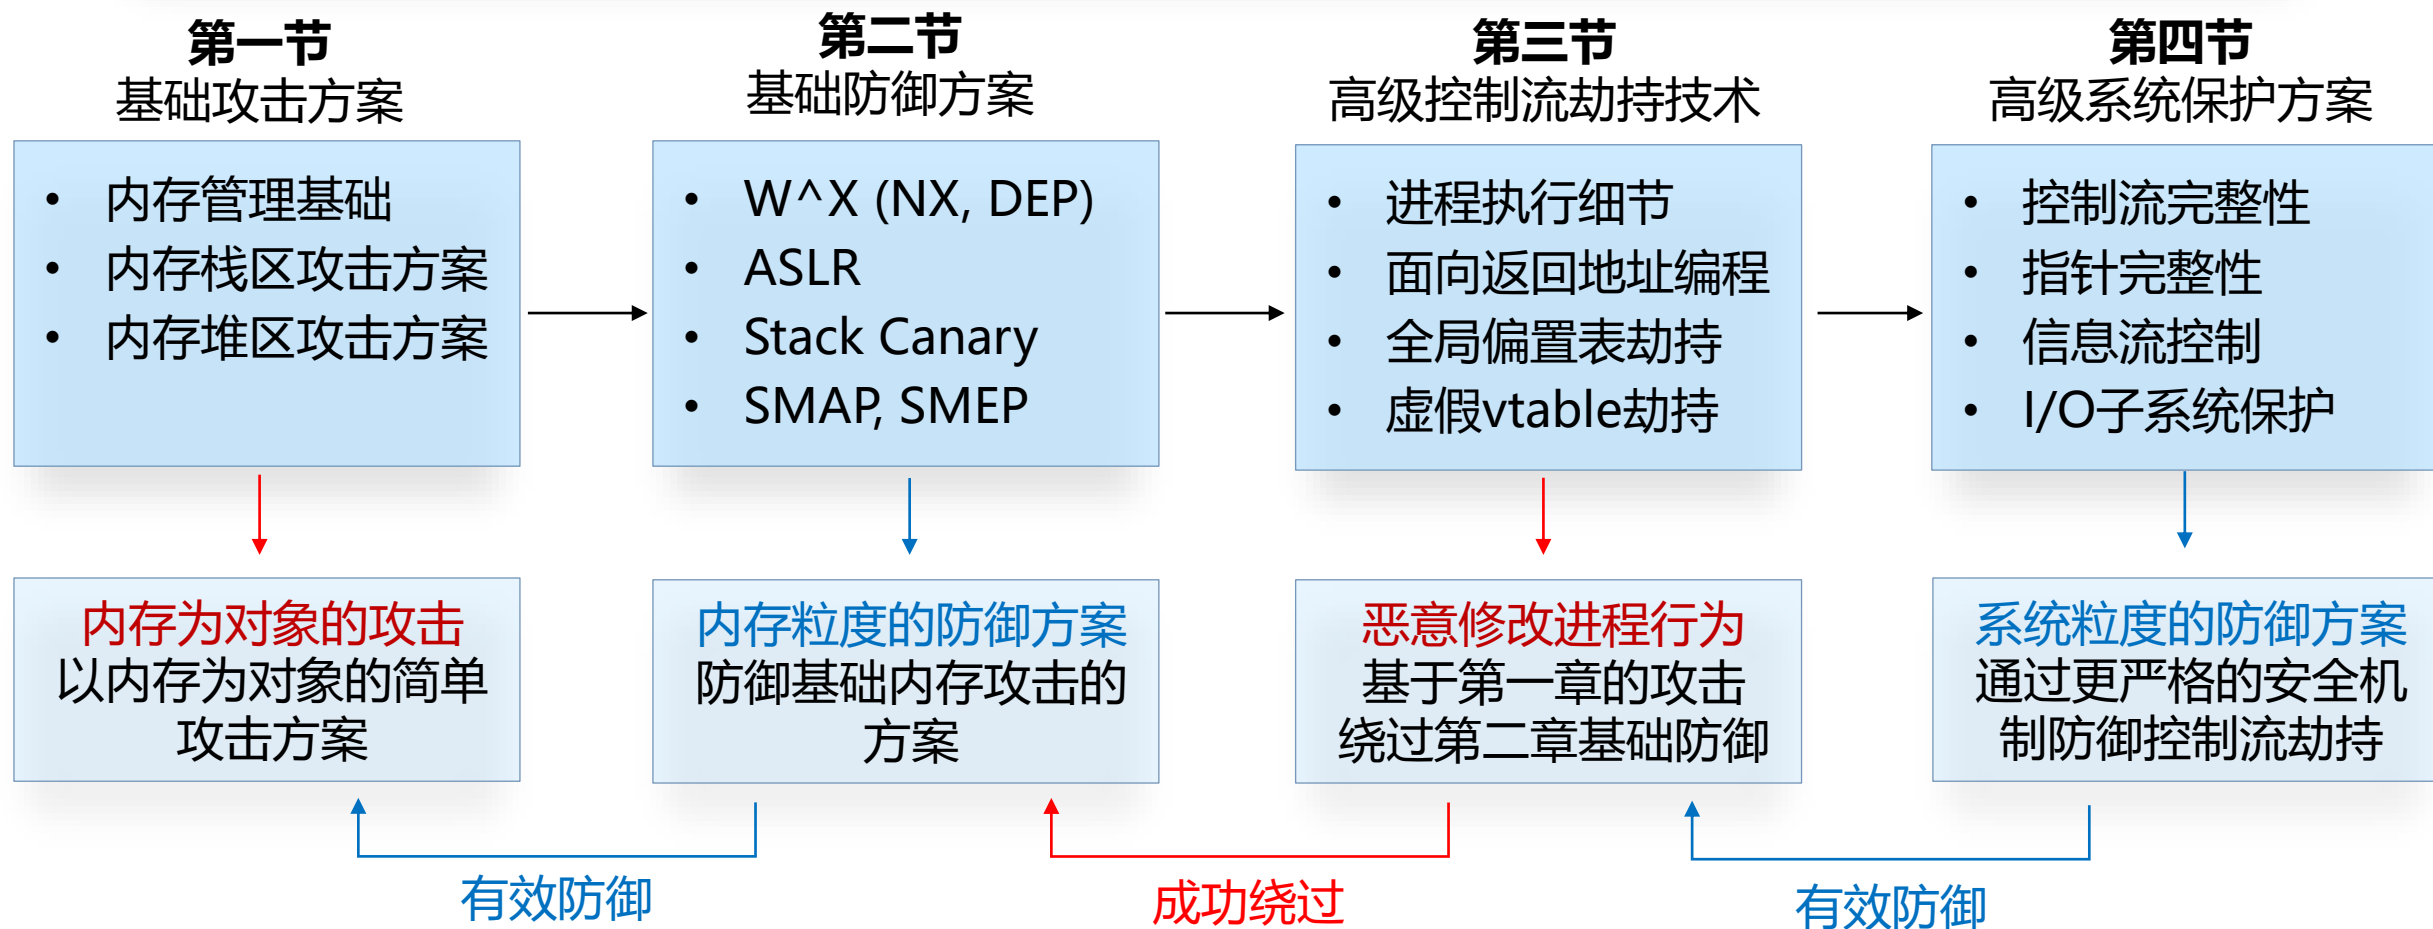 第一节
基础攻击方案
• 内存管理基础
• 内存栈区攻击方案
• 内存堆区攻击方案
内存为对象的攻击
以内存为对象的简单
攻击方案
第二节
基础防御方案
• W^X (NX, DEP)
• ASLR
• Stack Canary
• SMAP, SMEP
内存粒度的防御方案
防御基础内存攻击的
方案
第三节
高级控制流劫持技术
• 进程执行细节
• 面向返回地址编程
• 全局偏置表劫持
• 虚假vtable劫持
恶意修改进程行为
基于第一章的攻击
绕过第二章基础防御
第四节
高级系统保护方案
• 控制流完整性
• 指针完整性
• 信息流控制
• I/O子系统保护
系统粒度的防御方案
通过更严格的安全机
制防御控制流劫持
有效防御
成功绕过
有效防御